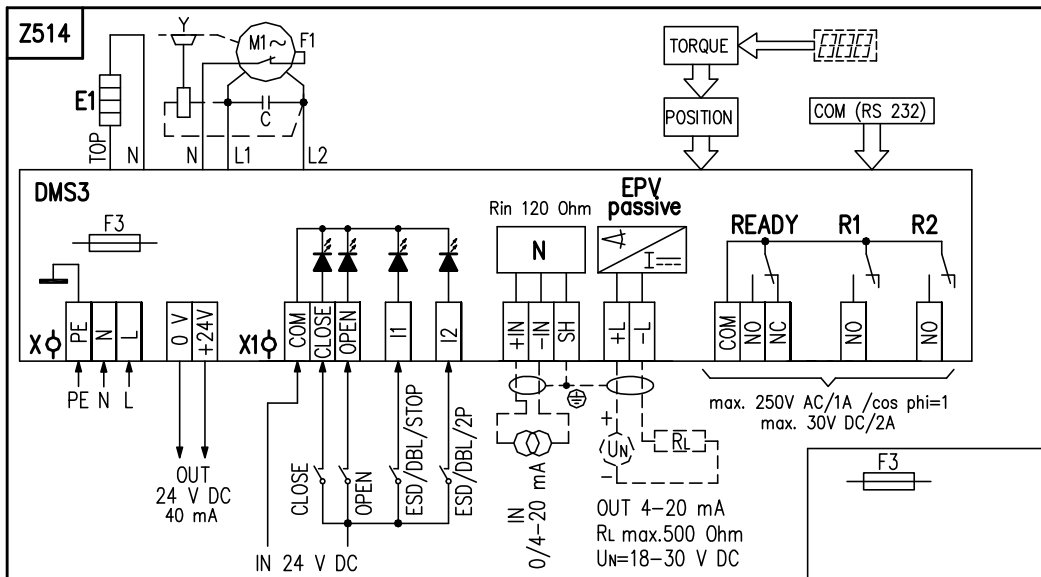 Z514
Y
M1 ~
F1
E1
C
TOP
N
N
L1
L2
TORQUE
POSITION
COM (RS 232)
DMS3
F3
Rin 120 Ohm
N
EPV
passive
I
READY
R1
R2
X
PE
N
L
0 V
+24V
X1
COM
CLOSE
OPEN
I1
I2
+IN
-IN
SH
+L
-L
COM
NO
NC
NO
NO
PE
N
L
OUT
24 V DC
40 mA
CLOSE
OPEN
ESD/DBL/STOP
ESD/DBL/2P
IN 24 V DC
IN
0/4-20 mA
+
UN
-
RL
OUT 4-20 mA
RL max.500 Ohm
UN=18-30 V DC
max. 250V AC/1A /cos phi=1
max. 30V DC/2A
F3